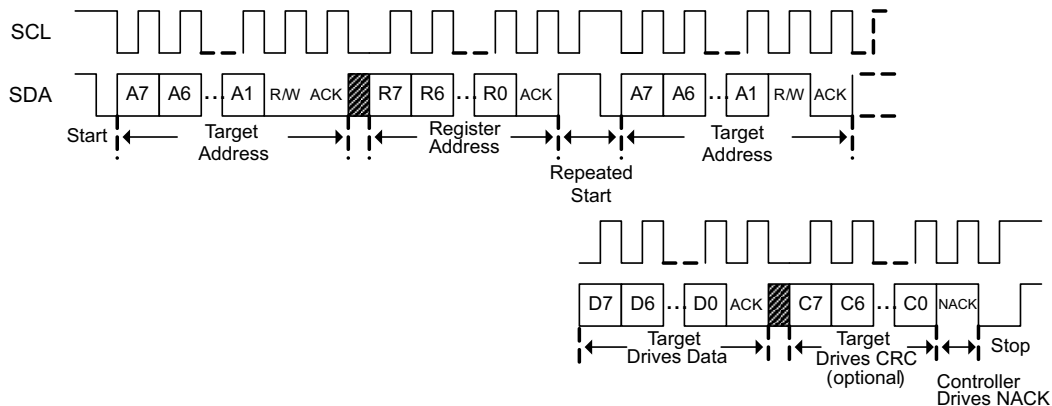 SCL
SDA
A7 A6 ... A1 R/W ACK R7 R6 ... R0 ACK A7 A6 ... A1 R/W ACK
Start
Target
Address
Register
Address
Repeated
Start
Target
Address
D7 D6 ... D0 ACK C7 C6 ... C0 NACK
Target
Drives Data
Target
Drives CRC
(optional)
Stop
Controller
Drives NACK